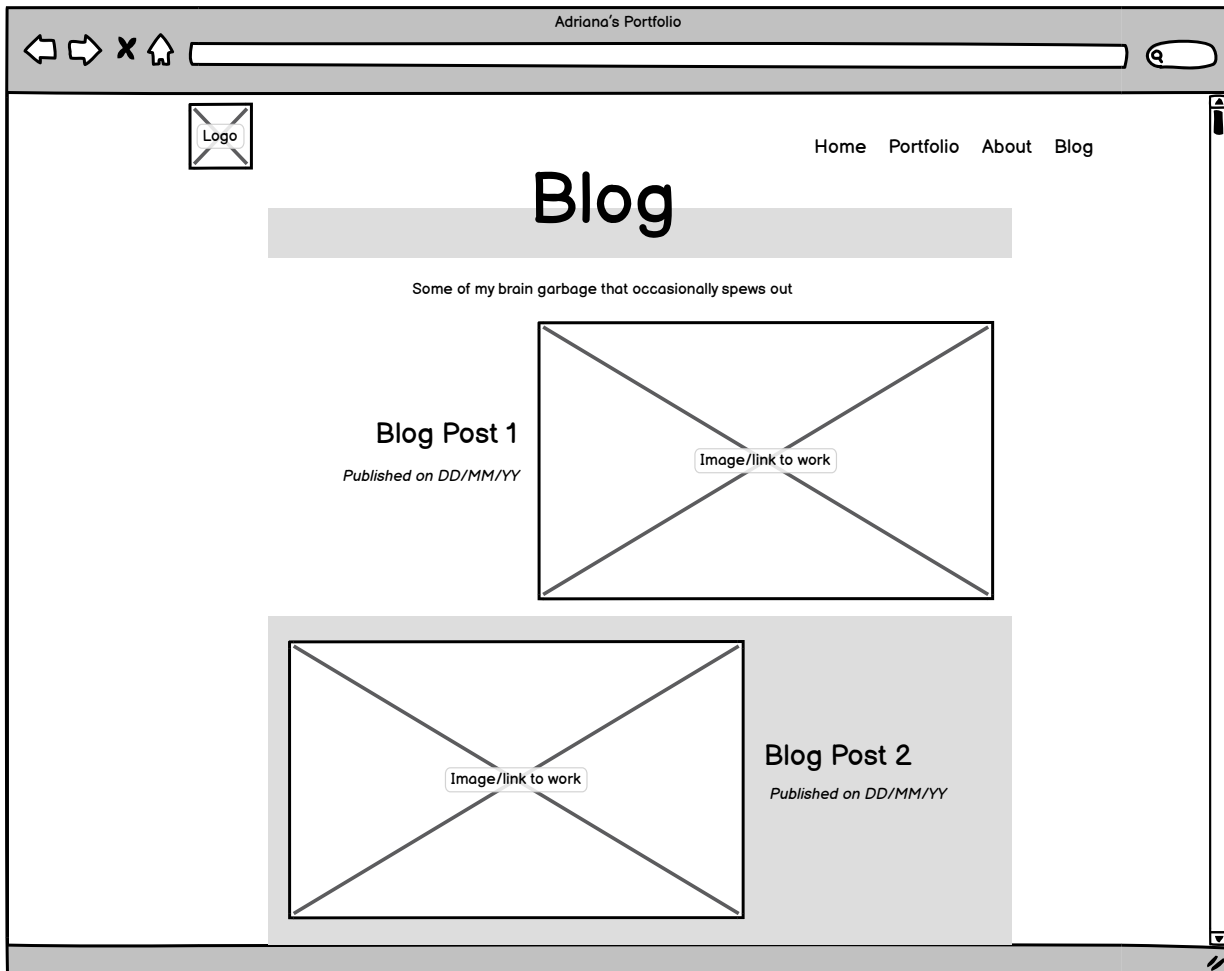 Adriana's Portfolio
Logo
Home Portfolio About Blog
Blog
Some of my brain garbage that occasionally spews out
Blog Post 1
Published on DD/MM/YY
Image/link to work
Image/link to work
Blog Post 2
Published on DD/MM/YY